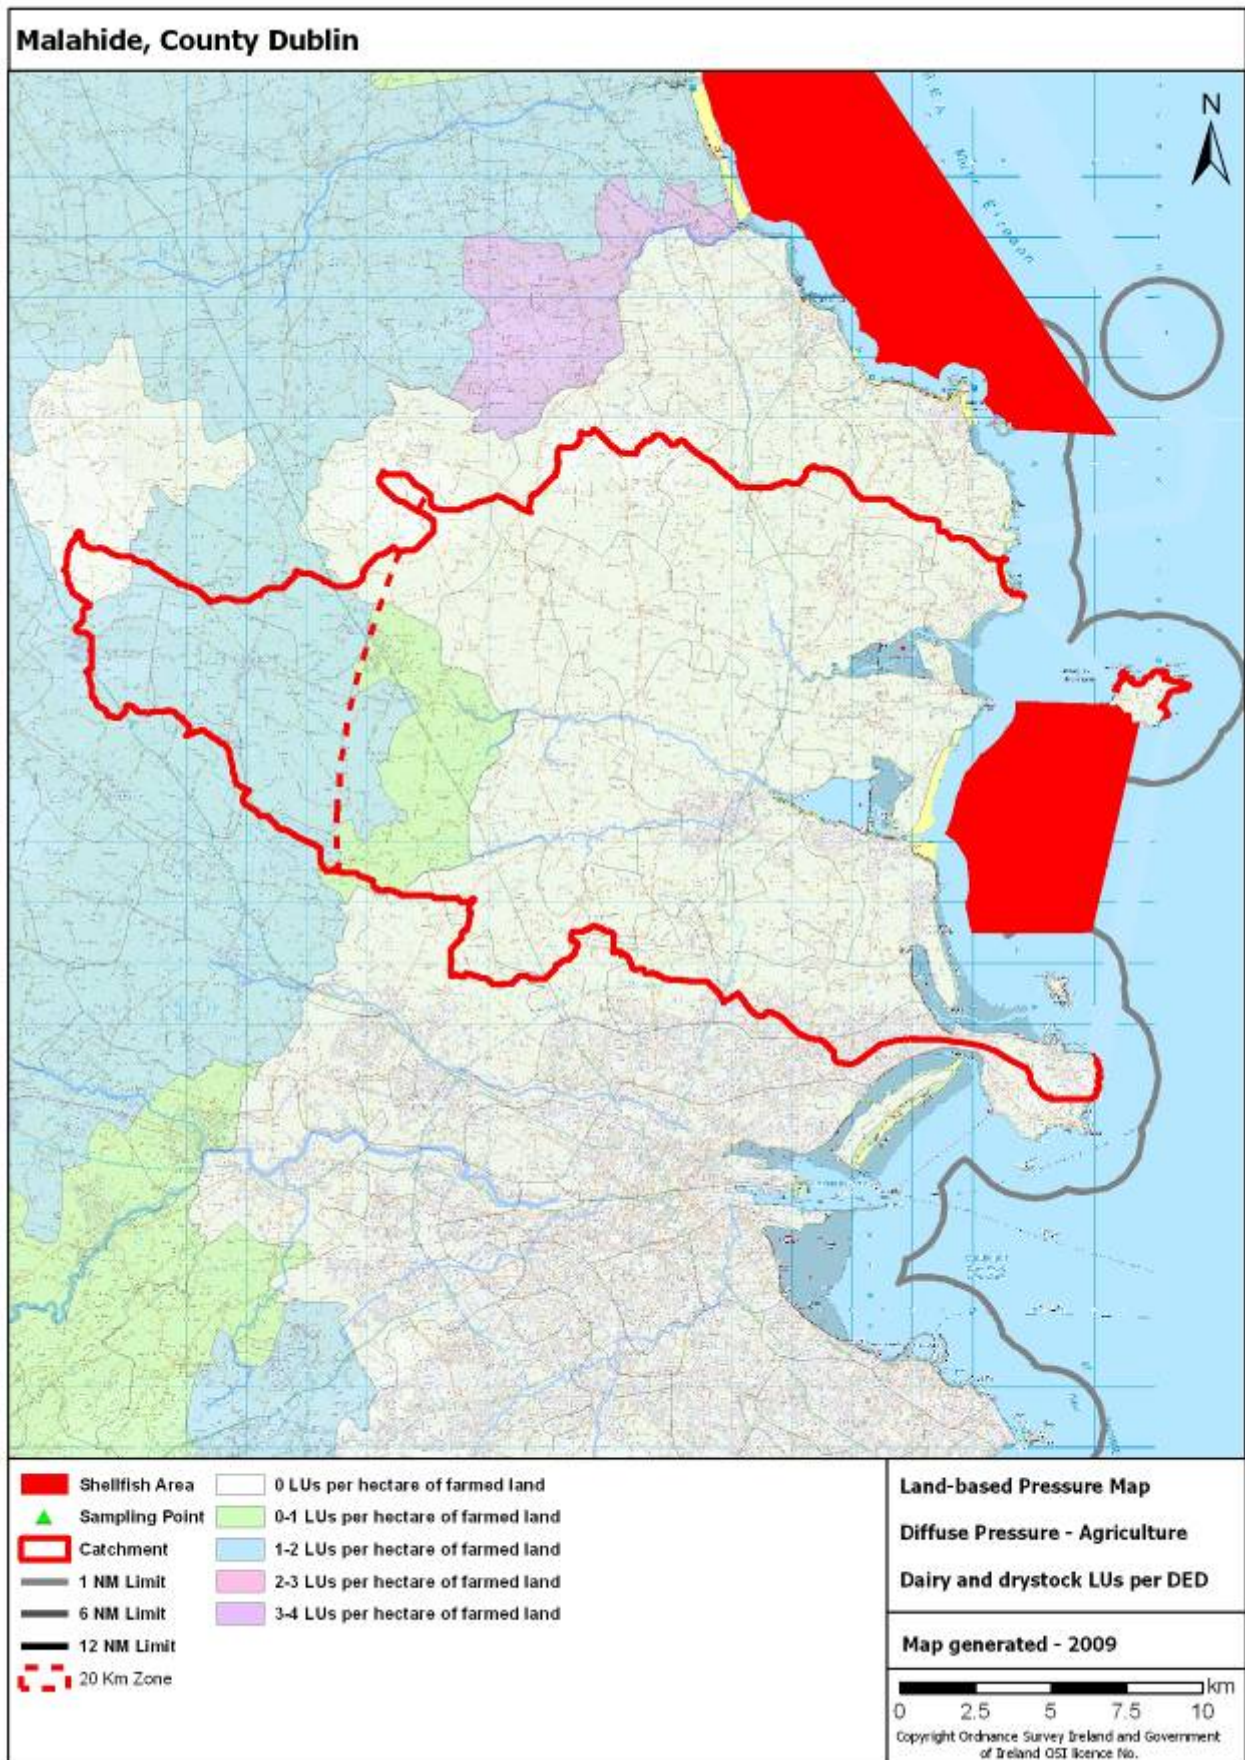 Malahide, County Dublin
N
Shellfish Area
Sampling Point
Catchment
1 NM Limit
6 NM Limit
12 NM Limit
20 Km Zone
0 LUs per hectare of farmed land
0-1 LUs per hectare of farmed land
1-2 LUs per hectare of farmed land
2-3 LUs per hectare of farmed land
3-4 LUs per hectare of farmed land
Land-based Pressure Map
Diffuse Pressure - Agriculture
Dairy and drystock LUs per DED
Map generated - 2009
km
0 2.5 5 7.5 10
Copyright Ordnance Survey Ireland and Government
of Ireland OSI licence No.